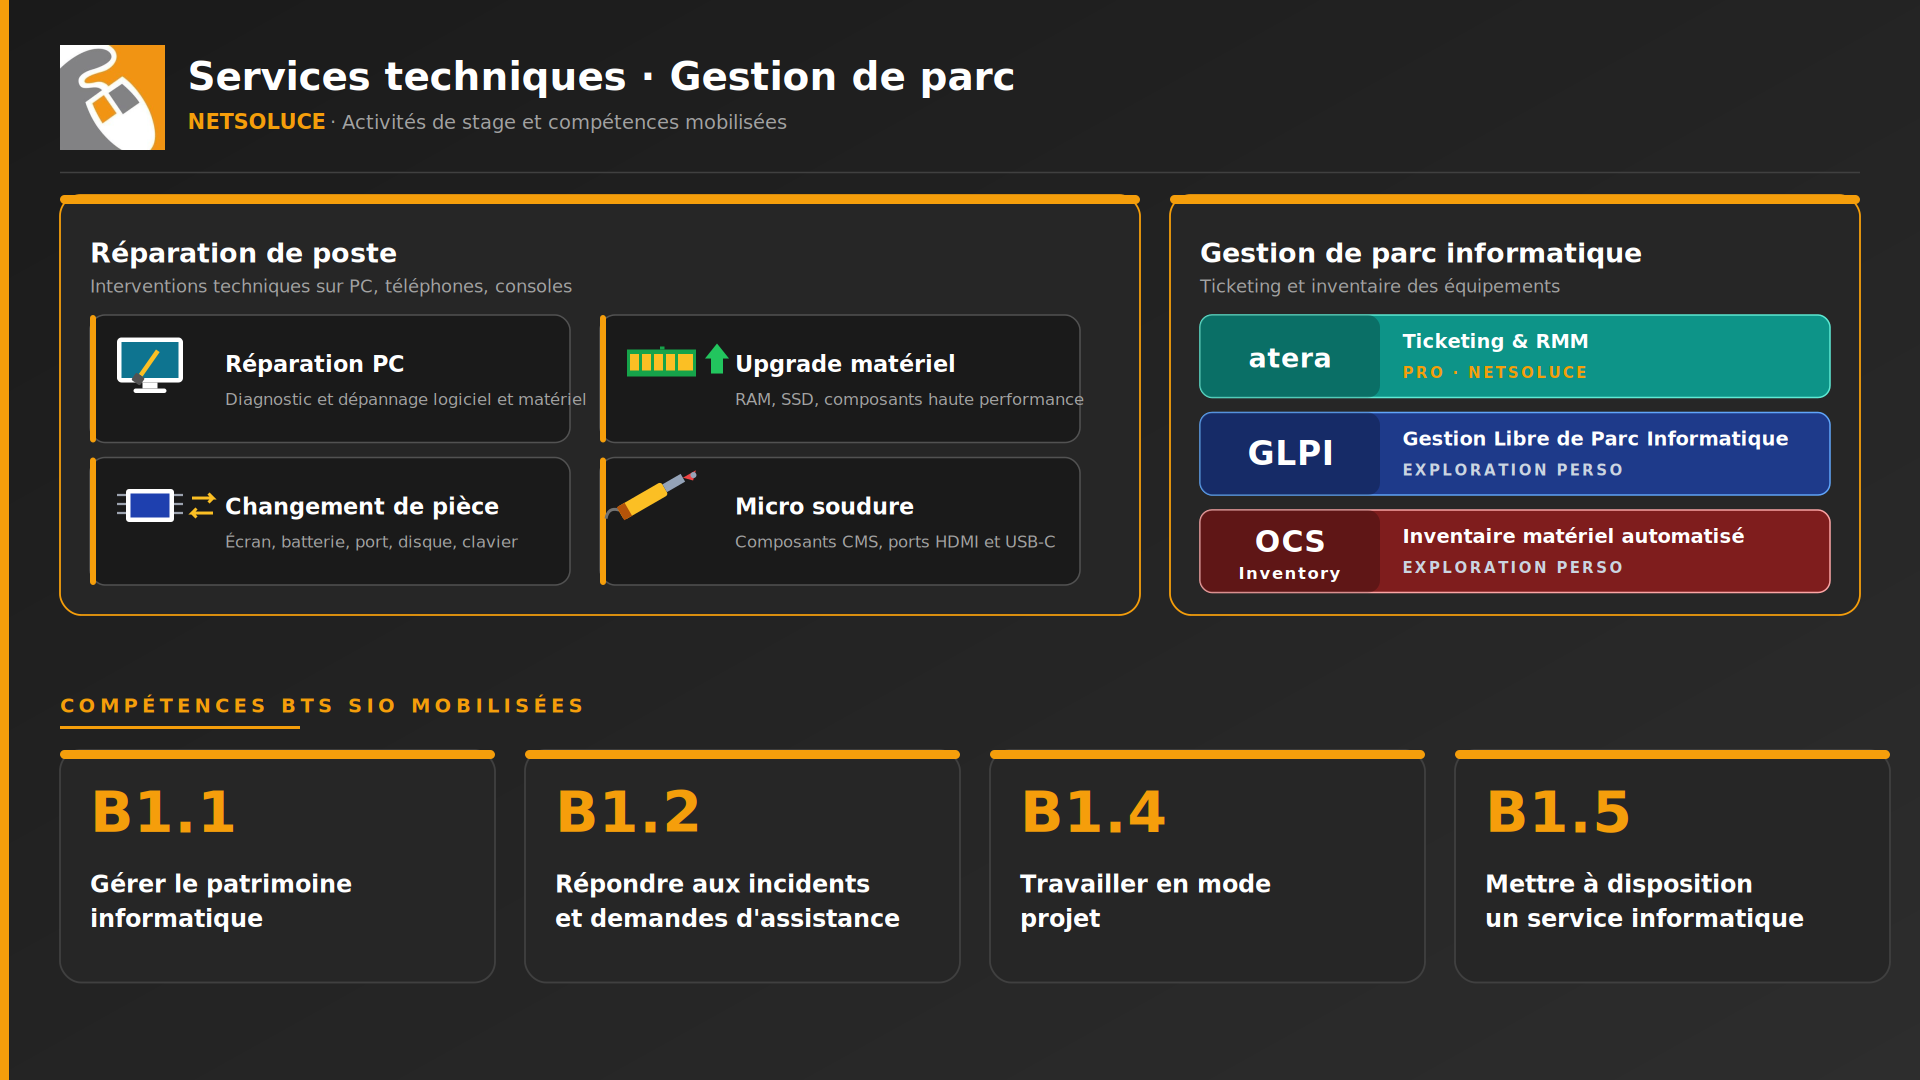 Services techniques · Gestion de parc
NETSOLUCE · Activités de stage et compétences mobilisées
Réparation de poste
Interventions techniques sur PC, téléphones, consoles
Réparation PC
Diagnostic et dépannage logiciel et matériel
Upgrade matériel
RAM, SSD, composants haute performance
Changement de pièce
Écran, batterie, port, disque, clavier
Micro soudure
Composants CMS, ports HDMI et USB-C
Gestion de parc informatique
Ticketing et inventaire des équipements
atera
Ticketing & RMM
PRO · NETSOLUCE
GLPI
Gestion Libre de Parc Informatique
EXPLORATION PERSO
OCS
Inventory
Inventaire matériel automatisé
EXPLORATION PERSO
COMPÉTENCES BTS SIO MOBILISÉES
B1.1
Gérer le patrimoine
informatique
B1.2
Répondre aux incidents
et demandes d'assistance
B1.4
Travailler en mode
projet
B1.5
Mettre à disposition
un service informatique